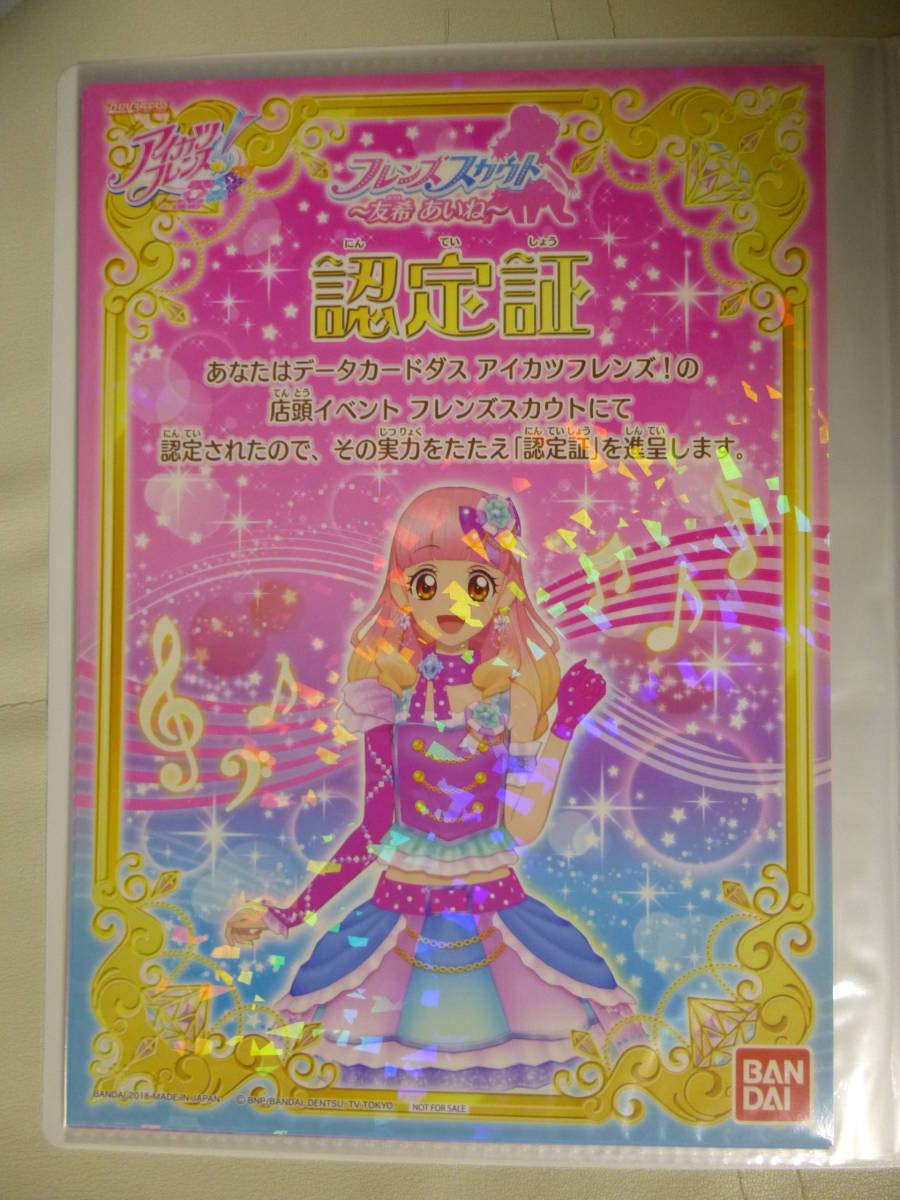 アイカツ
フレンズ!
フレンズスカウト
～友希 あいね～
にん てい しょう
認定証
あなたはデータカードダス アイカツフレンズ!の
てんとう
店頭イベント フレンズスカウトにて
にんてい じつりょく にんていしょう しんてい
認定されたので、その実力をたたえ「認定証」を進呈します。
BAN
DAI
BANDAI 2018 MADE IN JAPAN ©BNP/BANDAI, DENTSU, TV TOKYO NOT FOR SALE